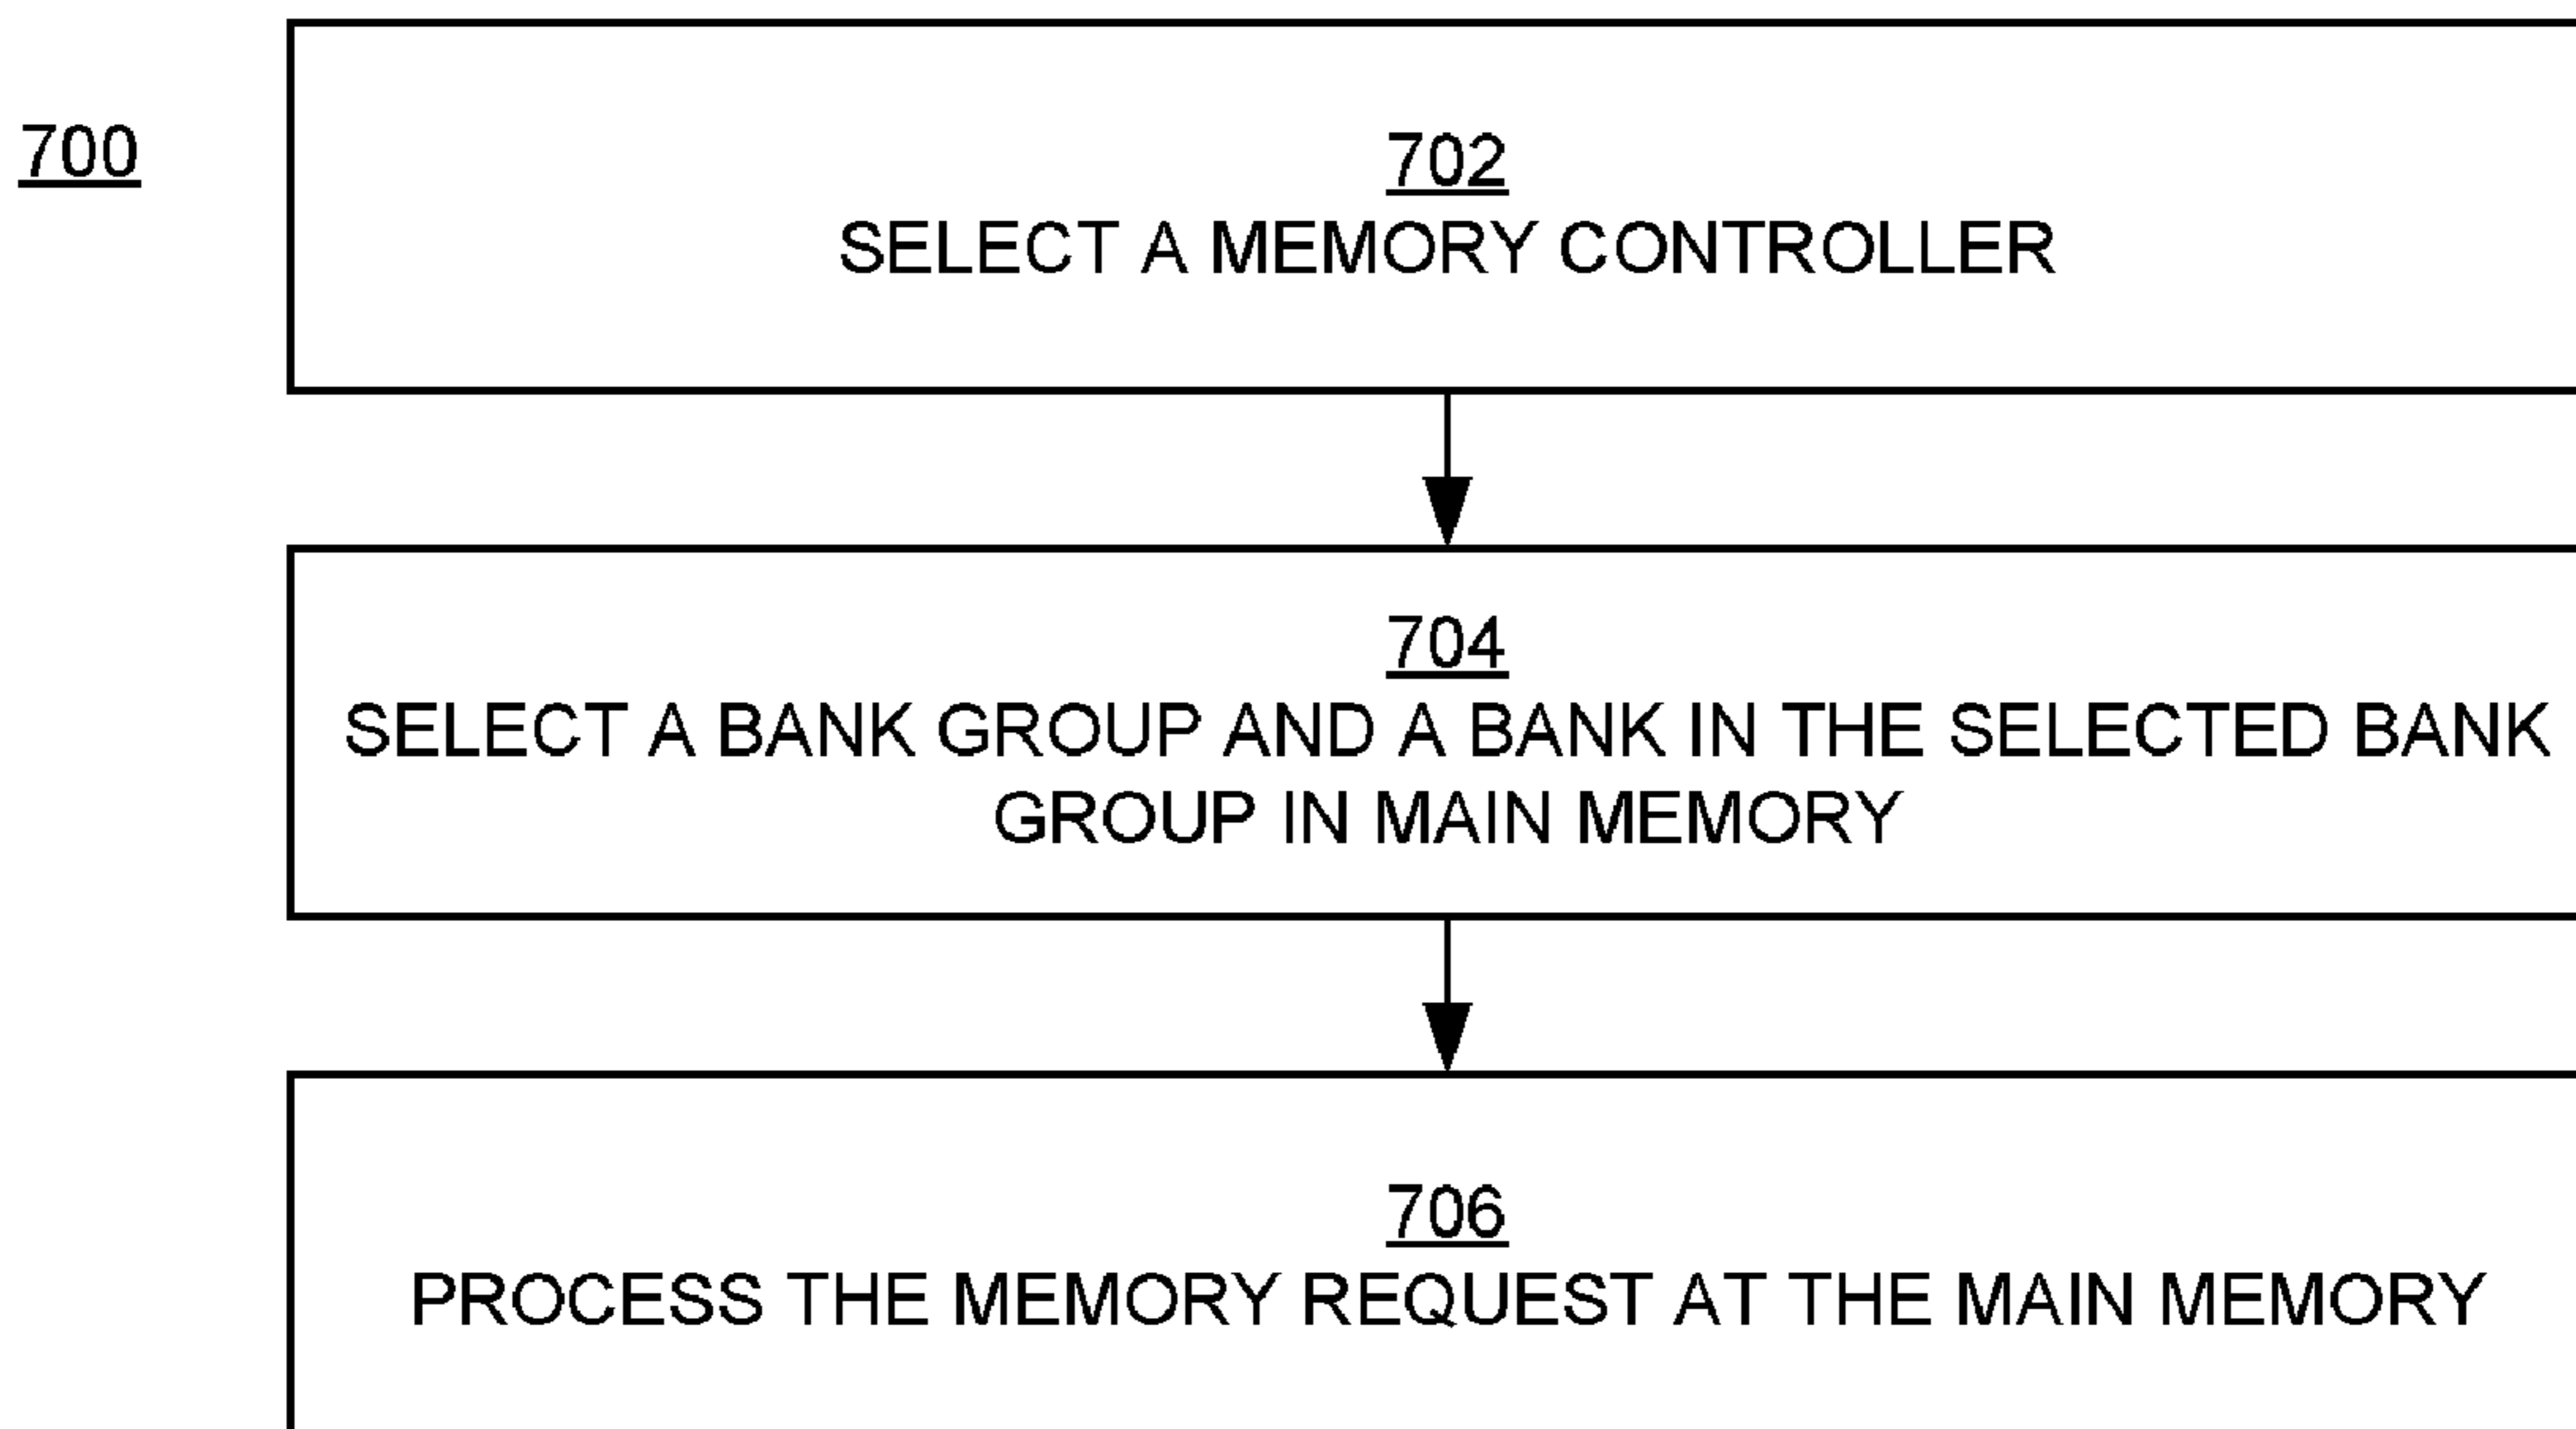 700
702
SELECT A MEMORY CONTROLLER
704
SELECT A BANK GROUP AND A BANK IN THE SELECTED BANK
GROUP IN MAIN MEMORY
706
PROCESS THE MEMORY REQUEST AT THE MAIN MEMORY